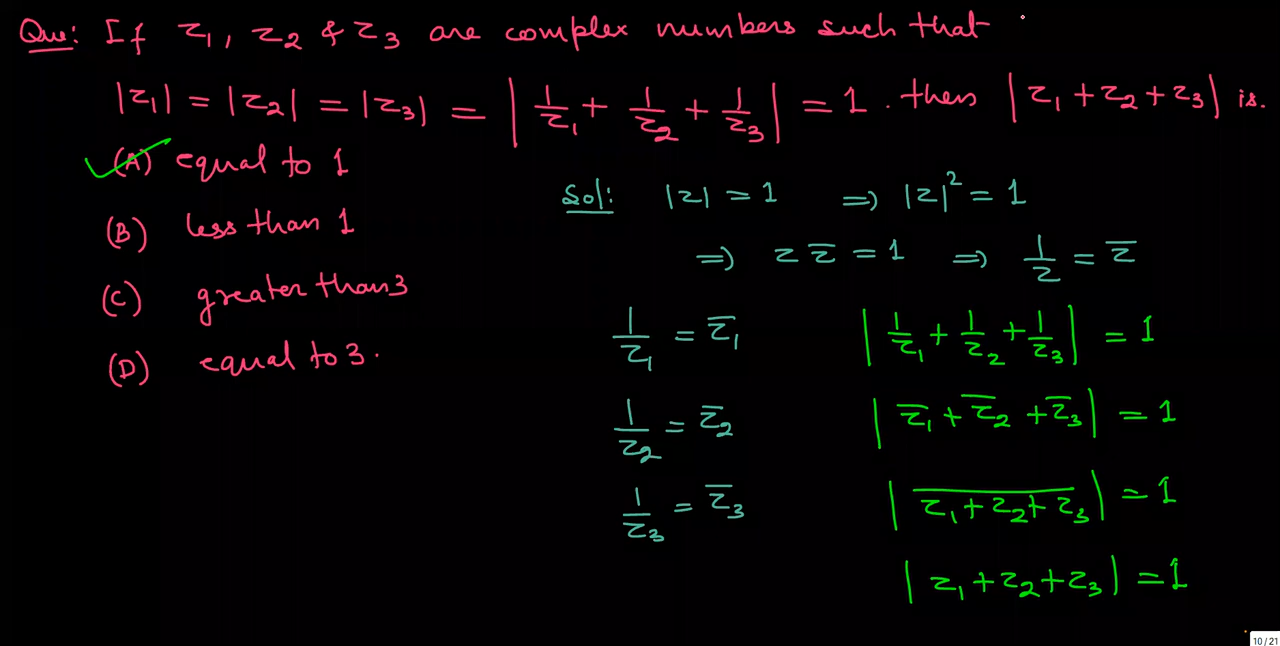 Que: If z₁, z₂ & z₃ are complex numbers such that
|z₁| = |z₂| = |z₃| = |1/z₁ + 1/z₂ + 1/z₃| = 1. then |z₁ + z₂ + z₃| is.
(A) equal to 1
(B) less than 1
(C) greater than 3
(D) equal to 3.
Sol: |z| = 1 ⇒ |z|² = 1
⇒ z z̅ = 1 ⇒ 1/z = z̅
1/z₁ = z̅₁
1/z₂ = z̅₂
1/z₃ = z̅₃
|1/z₁ + 1/z₂ + 1/z₃| = 1
|z̅₁ + z̅₂ + z̅₃| = 1
|z̅₁̅ ̅+̅ ̅z̅₂̅ ̅+̅ ̅z̅₃̅| = 1
|z₁ + z₂ + z₃| = 1
10 / 21